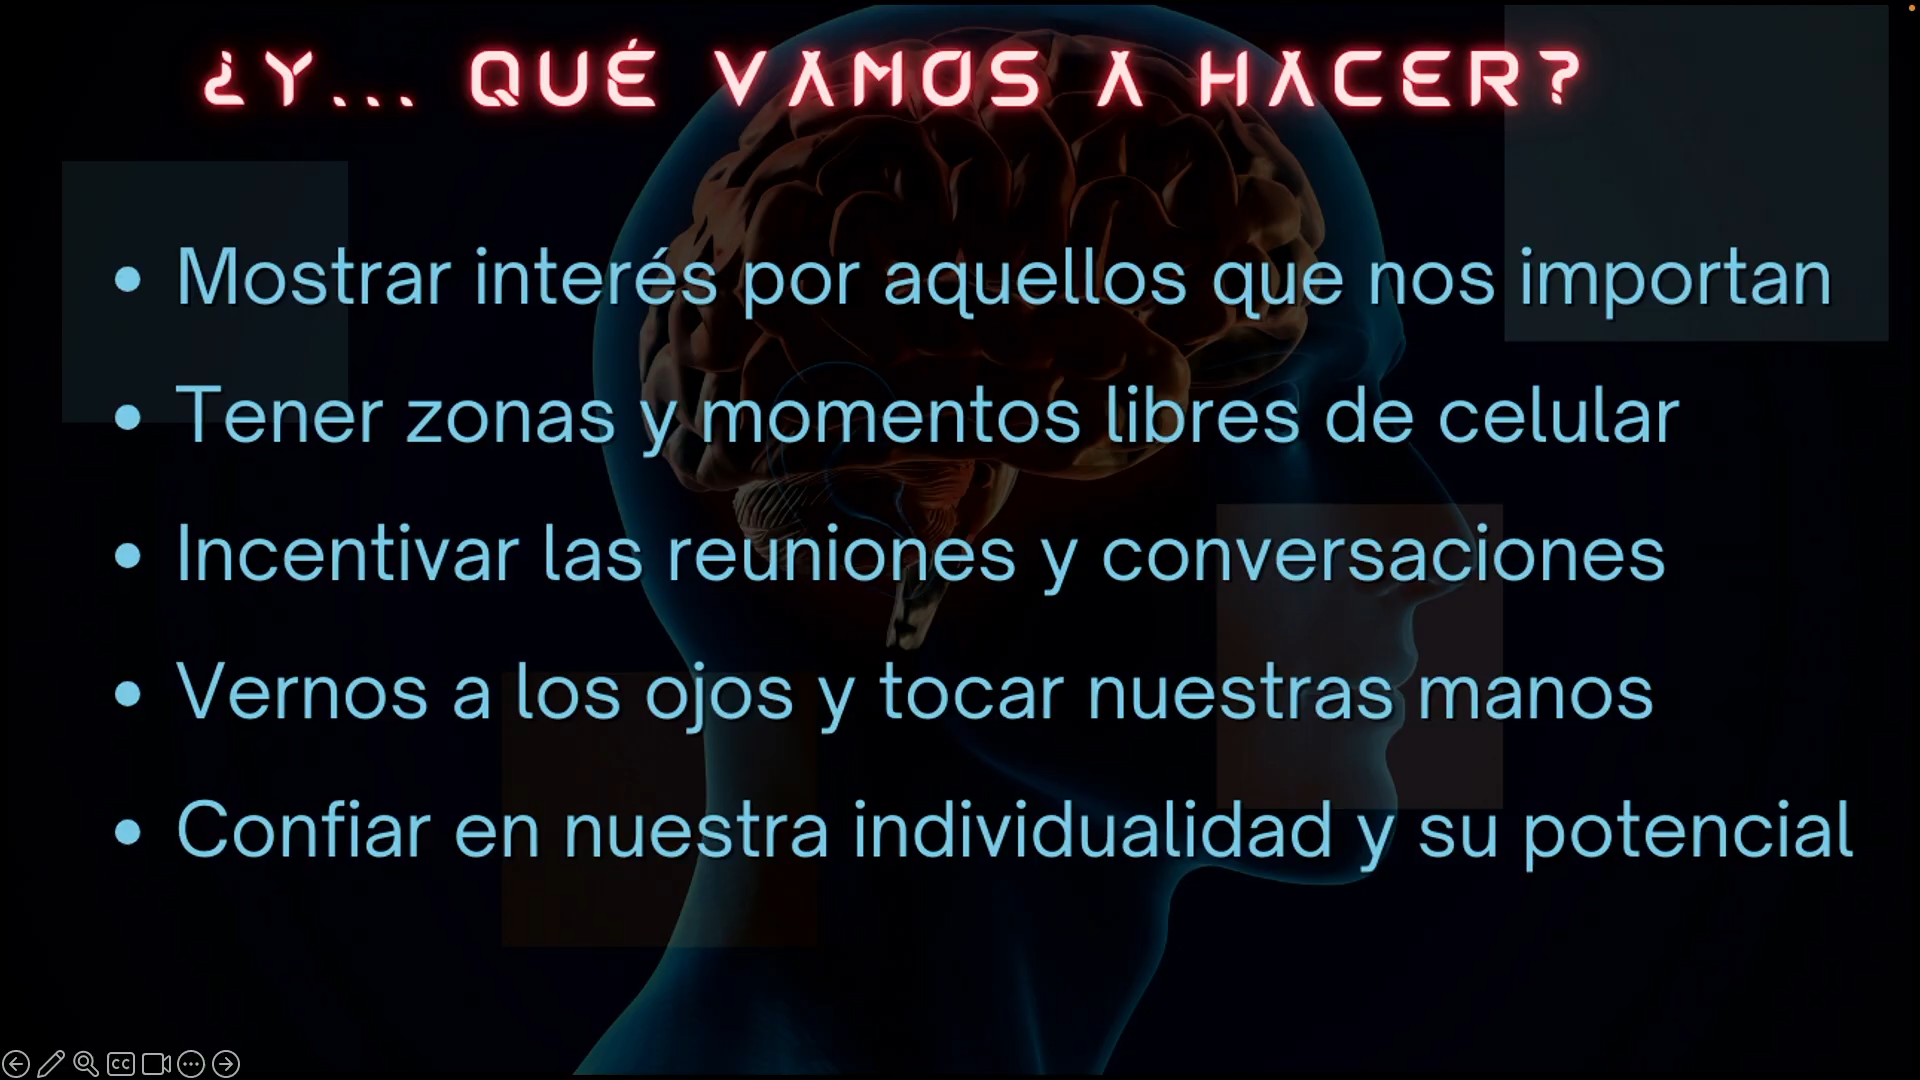 ¿Y... QUÉ VAMOS A HACER?
• Mostrar interés por aquellos que nos importan
• Tener zonas y momentos libres de celular
• Incentivar las reuniones y conversaciones
• Vernos a los ojos y tocar nuestras manos
• Confiar en nuestra individualidad y su potencial
CC